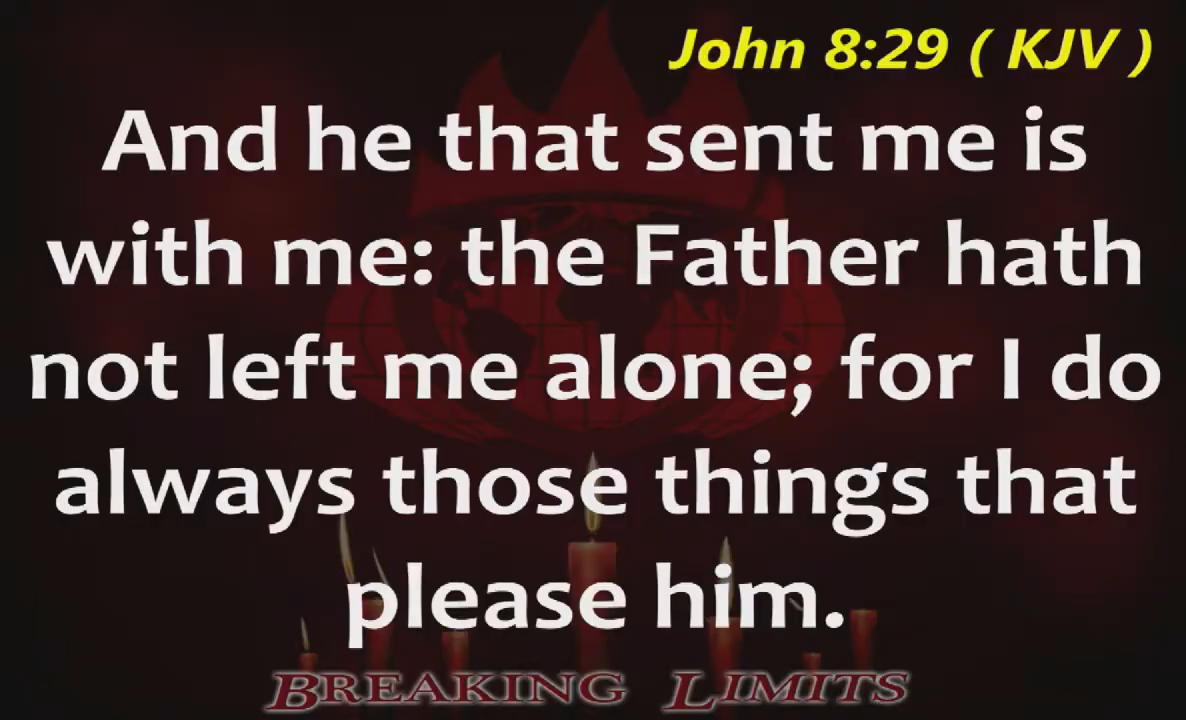 John 8:29 ( KJV )
And he that sent me is
with me: the Father hath
not left me alone; for I do
always those things that
please him.
BREAKING LIMITS